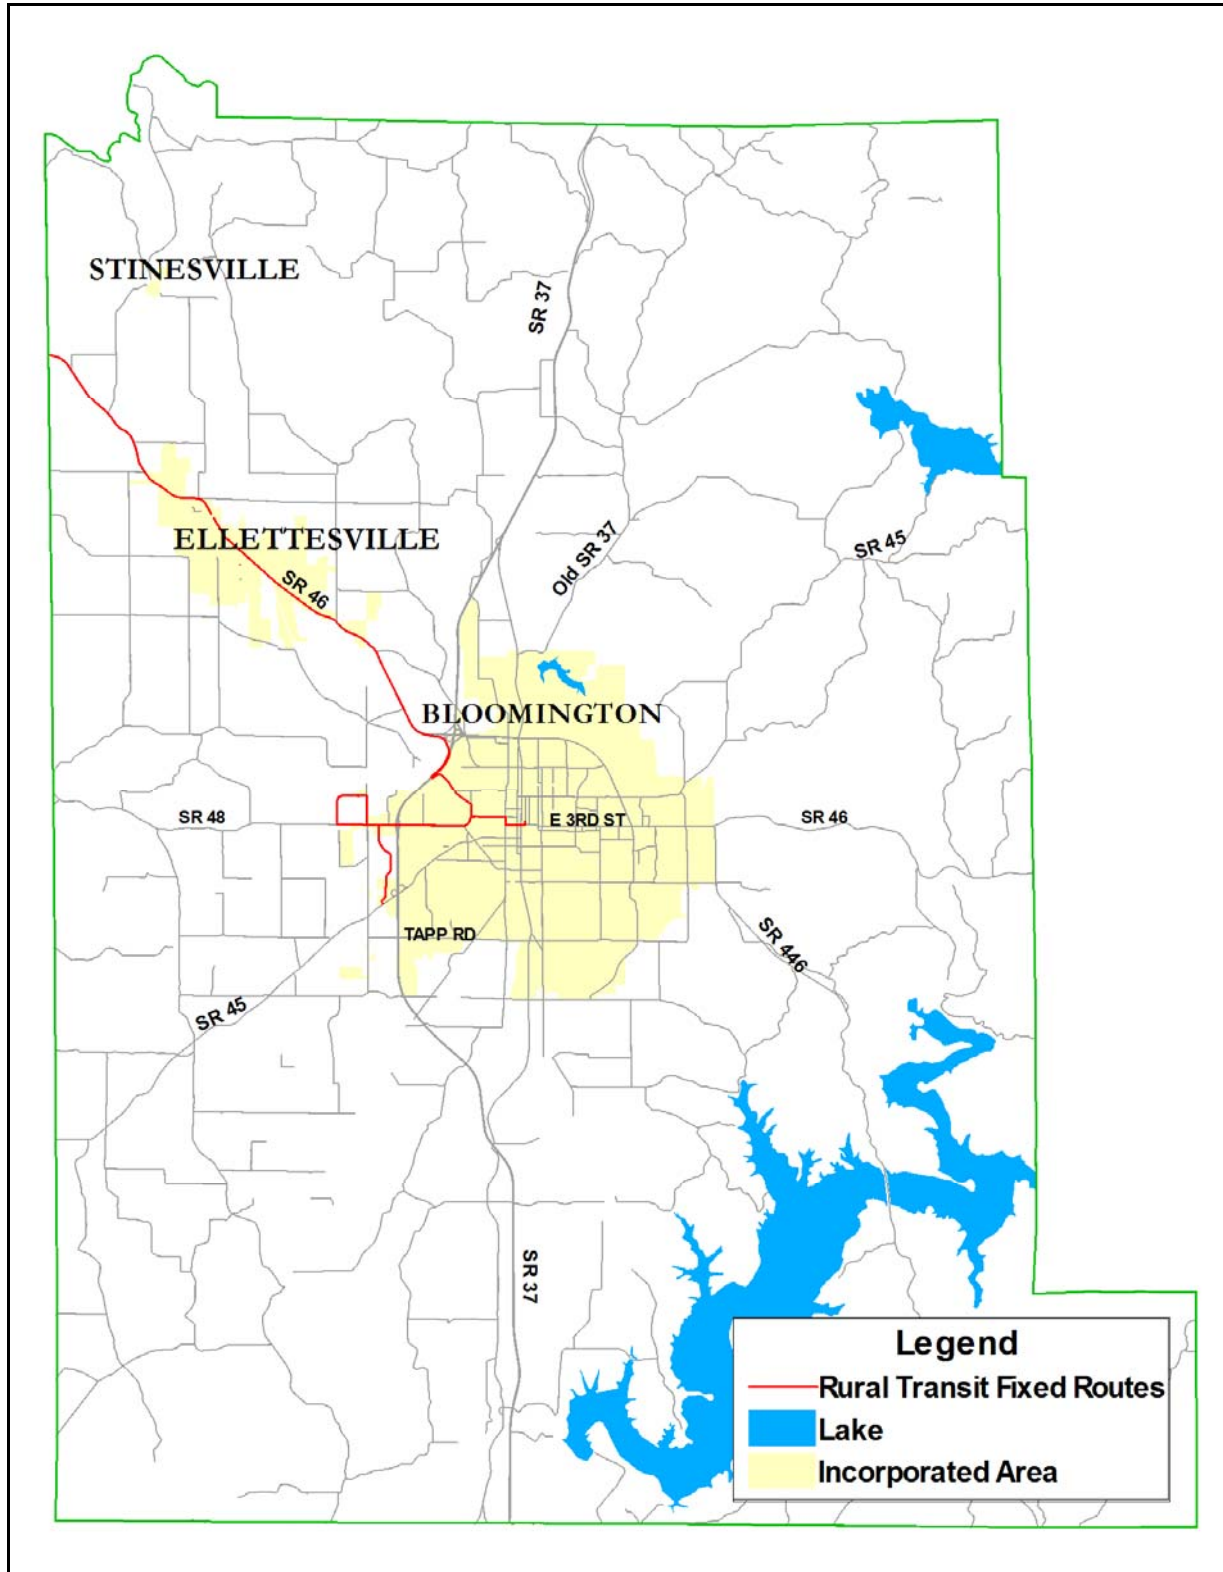 STINESVILLE
SR 37
ELLETTESVILLE
SR 46
Old SR 37
SR 45
BLOOMINGTON
SR 48
E 3RD ST
SR 46
TAPP RD
SR 446
SR 45
SR 37
Legend
Rural Transit Fixed Routes
Lake
Incorporated Area